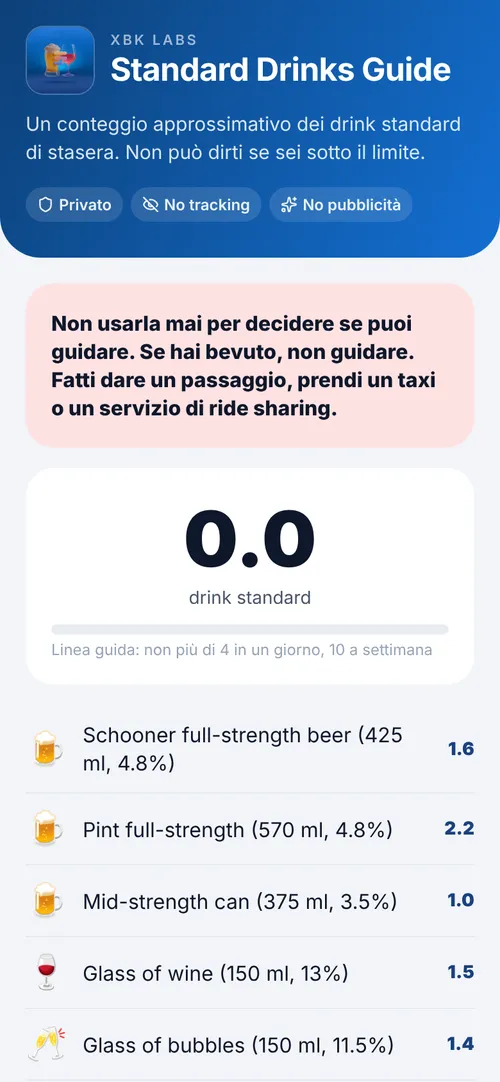 XBK LABS
Standard Drinks Guide
Un conteggio approssimativo dei drink standard
di stasera. Non può dirti se sei sotto il limite.
Privato
No tracking
No pubblicità
Non usarla mai per decidere se puoi
guidare. Se hai bevuto, non guidare.
Fatti dare un passaggio, prendi un taxi
o un servizio di ride sharing.
0.0
drink standard
Linea guida: non più di 4 in un giorno, 10 a settimana
Schooner full-strength beer (425
ml, 4.8%)
1.6
Pint full-strength (570 ml, 4.8%)
2.2
Mid-strength can (375 ml, 3.5%)
1.0
Glass of wine (150 ml, 13%)
1.5
Glass of bubbles (150 ml, 11.5%)
1.4